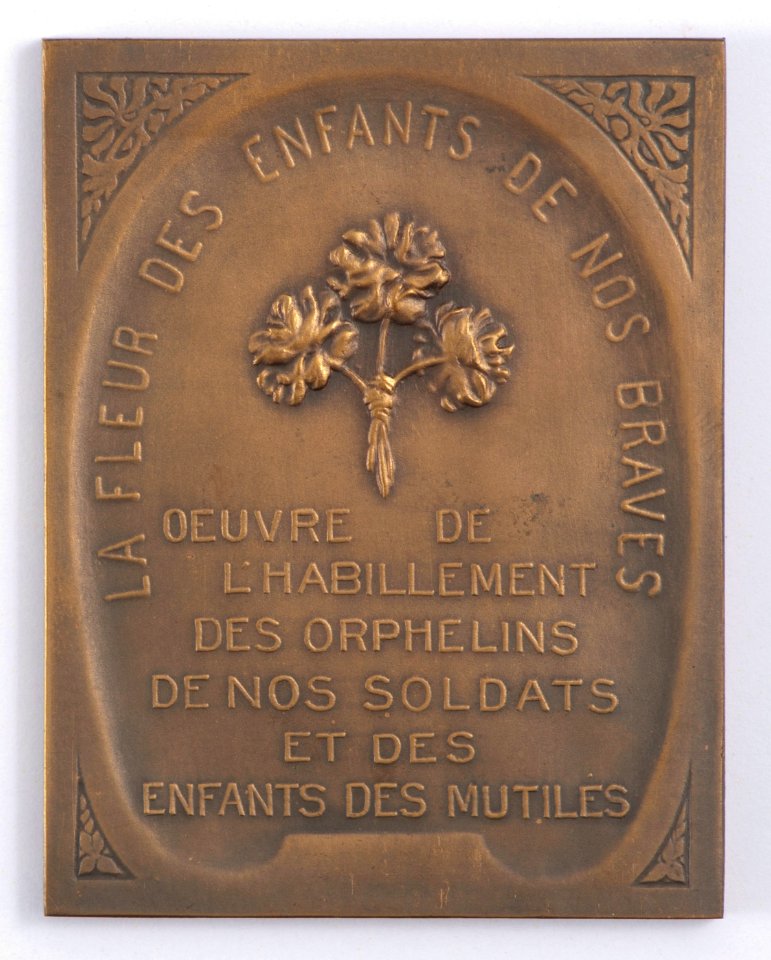 LA FLEUR DES ENFANTS DE NOS BRAVES
OEUVRE DE
L'HABILLEMENT
DES ORPHELINS
DE NOS SOLDATS
ET DES
ENFANTS DES MUTILÉS